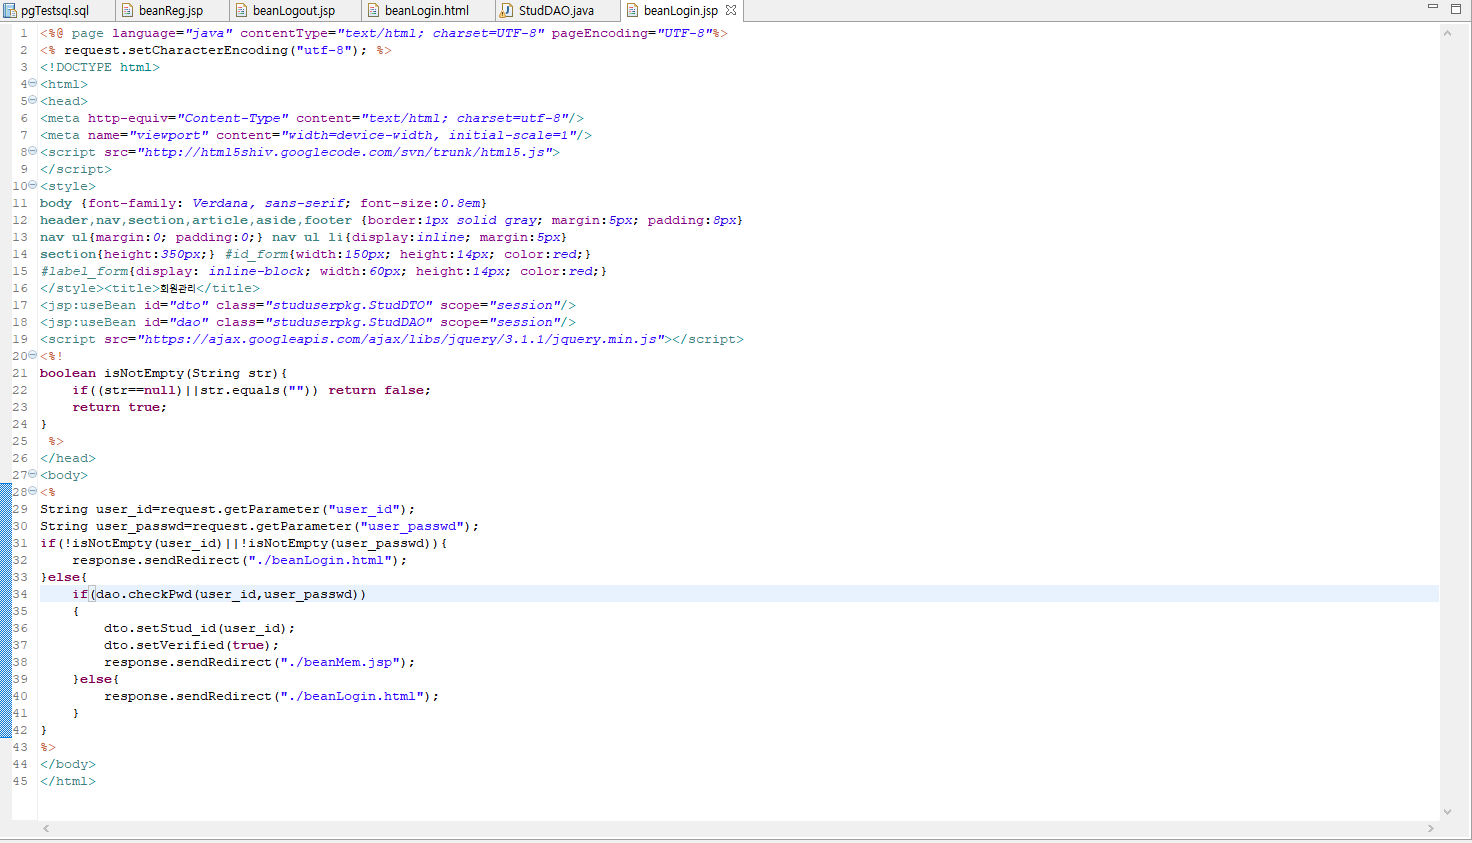 pgTestsql.sql beanReg.jsp beanLogout.jsp beanLogin.html StudDAO.java beanLogin.jsp
1 <%@ page language="java" contentType="text/html; charset=UTF-8" pageEncoding="UTF-8"%>
2 <% request.setCharacterEncoding("utf-8"); %>
3 <!DOCTYPE html>
4 <html>
5 <head>
6 <meta http-equiv="Content-Type" content="text/html; charset=utf-8"/>
7 <meta name="viewport" content="width=device-width, initial-scale=1"/>
8 <script src="http://html5shiv.googlecode.com/svn/trunk/html5.js">
9 </script>
10 <style>
11 body {font-family: Verdana, sans-serif; font-size:0.8em}
12 header,nav,section,article,aside,footer {border:1px solid gray; margin:5px; padding:8px}
13 nav ul{margin:0; padding:0;} nav ul li{display:inline; margin:5px}
14 section{height:350px;} #id_form{width:150px; height:14px; color:red;}
15 #label_form{display: inline-block; width:60px; height:14px; color:red;}
16 </style><title>회원관리</title>
17 <jsp:useBean id="dto" class="studuserpkg.StudDTO" scope="session"/>
18 <jsp:useBean id="dao" class="studuserpkg.StudDAO" scope="session"/>
19 <script src="https://ajax.googleapis.com/ajax/libs/jquery/3.1.1/jquery.min.js"></script>
20 <%!
21 boolean isNotEmpty(String str){
22     if((str==null)||str.equals("")) return false;
23     return true;
24 }
25  %>
26 </head>
27 <body>
28 <%
29 String user_id=request.getParameter("user_id");
30 String user_passwd=request.getParameter("user_passwd");
31 if(!isNotEmpty(user_id)||!isNotEmpty(user_passwd)){
32     response.sendRedirect("./beanLogin.html");
33 }else{
34     if(dao.checkPwd(user_id,user_passwd))
35     {
36         dto.setStud_id(user_id);
37         dto.setVerified(true);
38         response.sendRedirect("./beanMem.jsp");
39     }else{
40         response.sendRedirect("./beanLogin.html");
41     }
42 }
43 %>
44 </body>
45 </html>